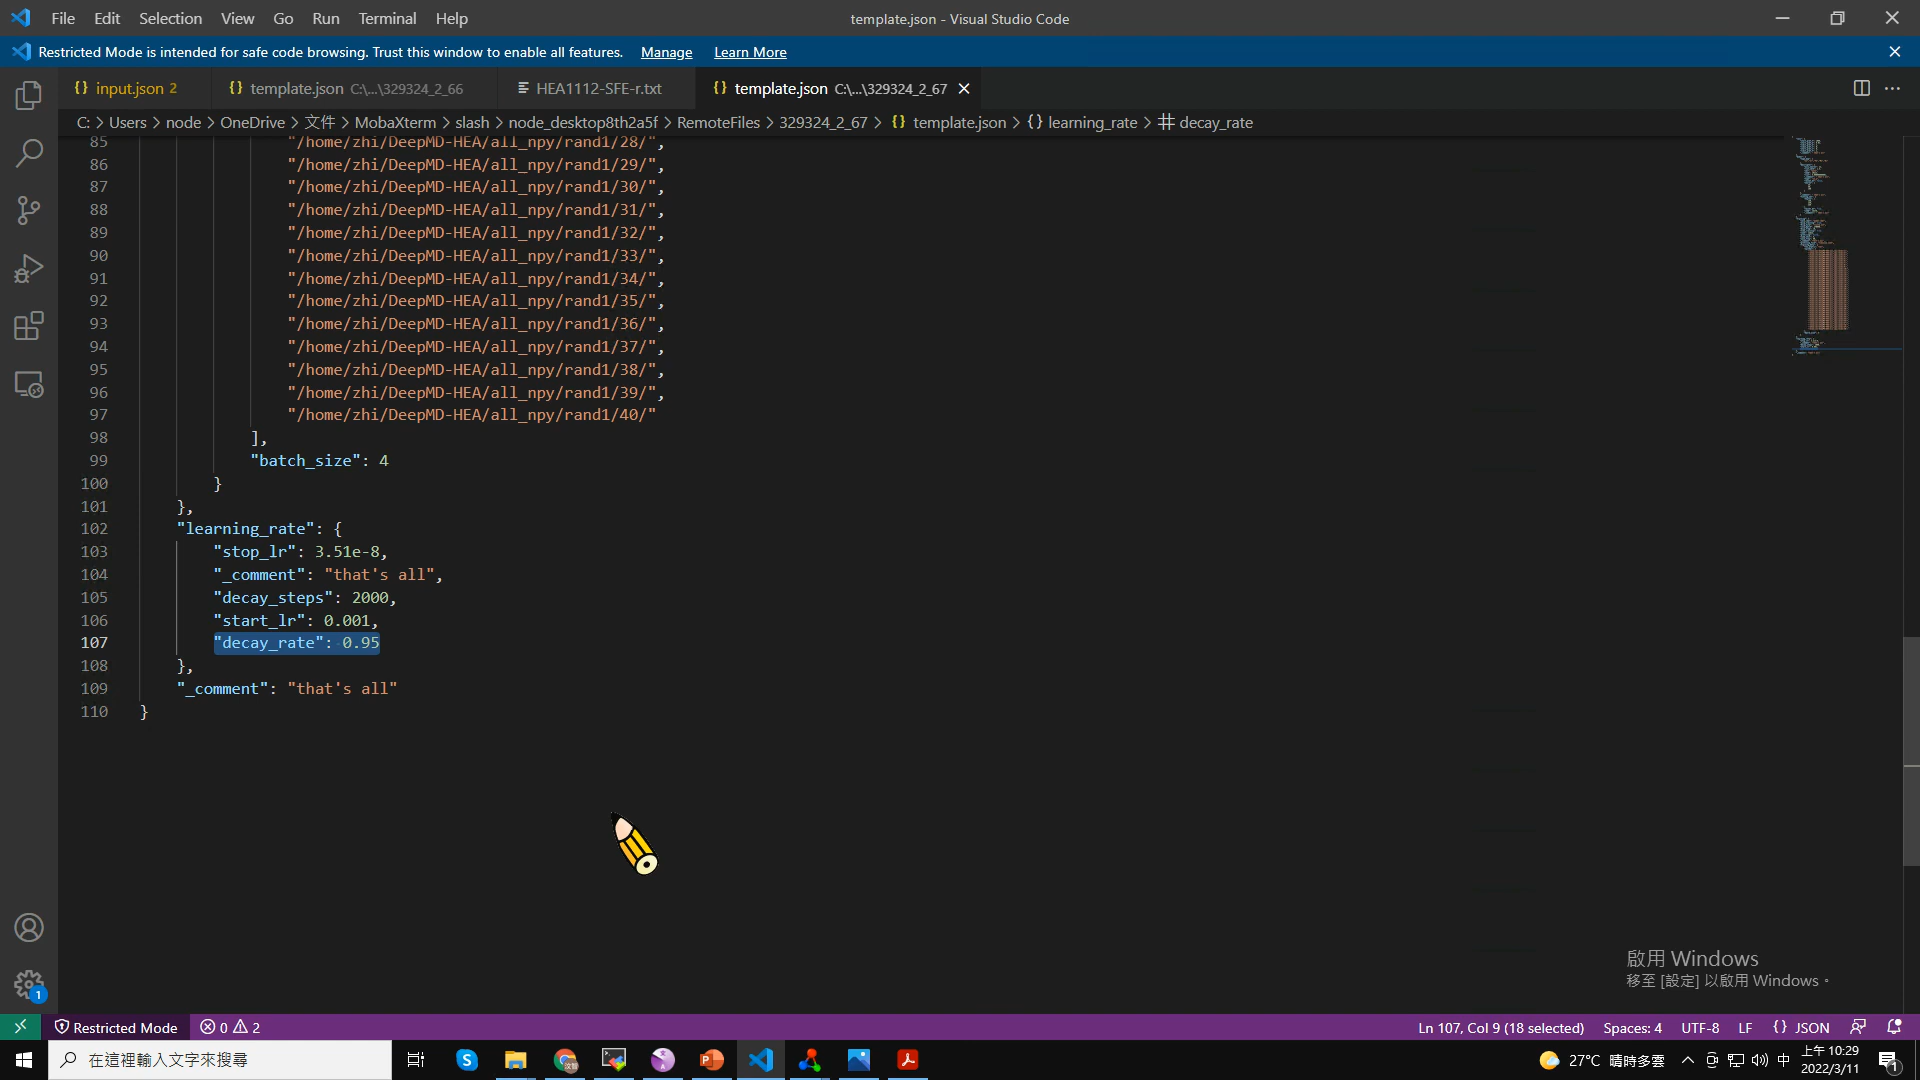 File Edit Selection View Go Run Terminal Help template.json - Visual Studio Code
Restricted Mode is intended for safe code browsing. Trust this window to enable all features. Manage Learn More
input.json 2 template.json C:\...\329324_2_66 HEA1112-SFE-r.txt template.json C:\...\329324_2_67
C: > Users > node > OneDrive > 文件 > MobaXterm > slash > node_desktop8th2a5f > RemoteFiles > 329324_2_67 > {} template.json > {} learning_rate > # decay_rate
85 "/home/zhi/DeepMD-HEA/all_npy/rand1/28/",
86 "/home/zhi/DeepMD-HEA/all_npy/rand1/29/",
87 "/home/zhi/DeepMD-HEA/all_npy/rand1/30/",
88 "/home/zhi/DeepMD-HEA/all_npy/rand1/31/",
89 "/home/zhi/DeepMD-HEA/all_npy/rand1/32/",
90 "/home/zhi/DeepMD-HEA/all_npy/rand1/33/",
91 "/home/zhi/DeepMD-HEA/all_npy/rand1/34/",
92 "/home/zhi/DeepMD-HEA/all_npy/rand1/35/",
93 "/home/zhi/DeepMD-HEA/all_npy/rand1/36/",
94 "/home/zhi/DeepMD-HEA/all_npy/rand1/37/",
95 "/home/zhi/DeepMD-HEA/all_npy/rand1/38/",
96 "/home/zhi/DeepMD-HEA/all_npy/rand1/39/",
97 "/home/zhi/DeepMD-HEA/all_npy/rand1/40/"
98 ],
99 "batch_size": 4
100 }
101 },
102 "learning_rate": {
103 "stop_lr": 3.51e-8,
104 "_comment": "that's all",
105 "decay_steps": 2000,
106 "start_lr": 0.001,
107 "decay_rate": 0.95
108 },
109 "_comment": "that's all"
110 }
啟用 Windows
移至 [設定] 以啟用 Windows。
1
Restricted Mode 0 2 Ln 107, Col 9 (18 selected) Spaces: 4 UTF-8 LF {} JSON
在這裡輸入文字來搜尋 27°C 晴時多雲 中 上午 10:29
2022/3/11 1